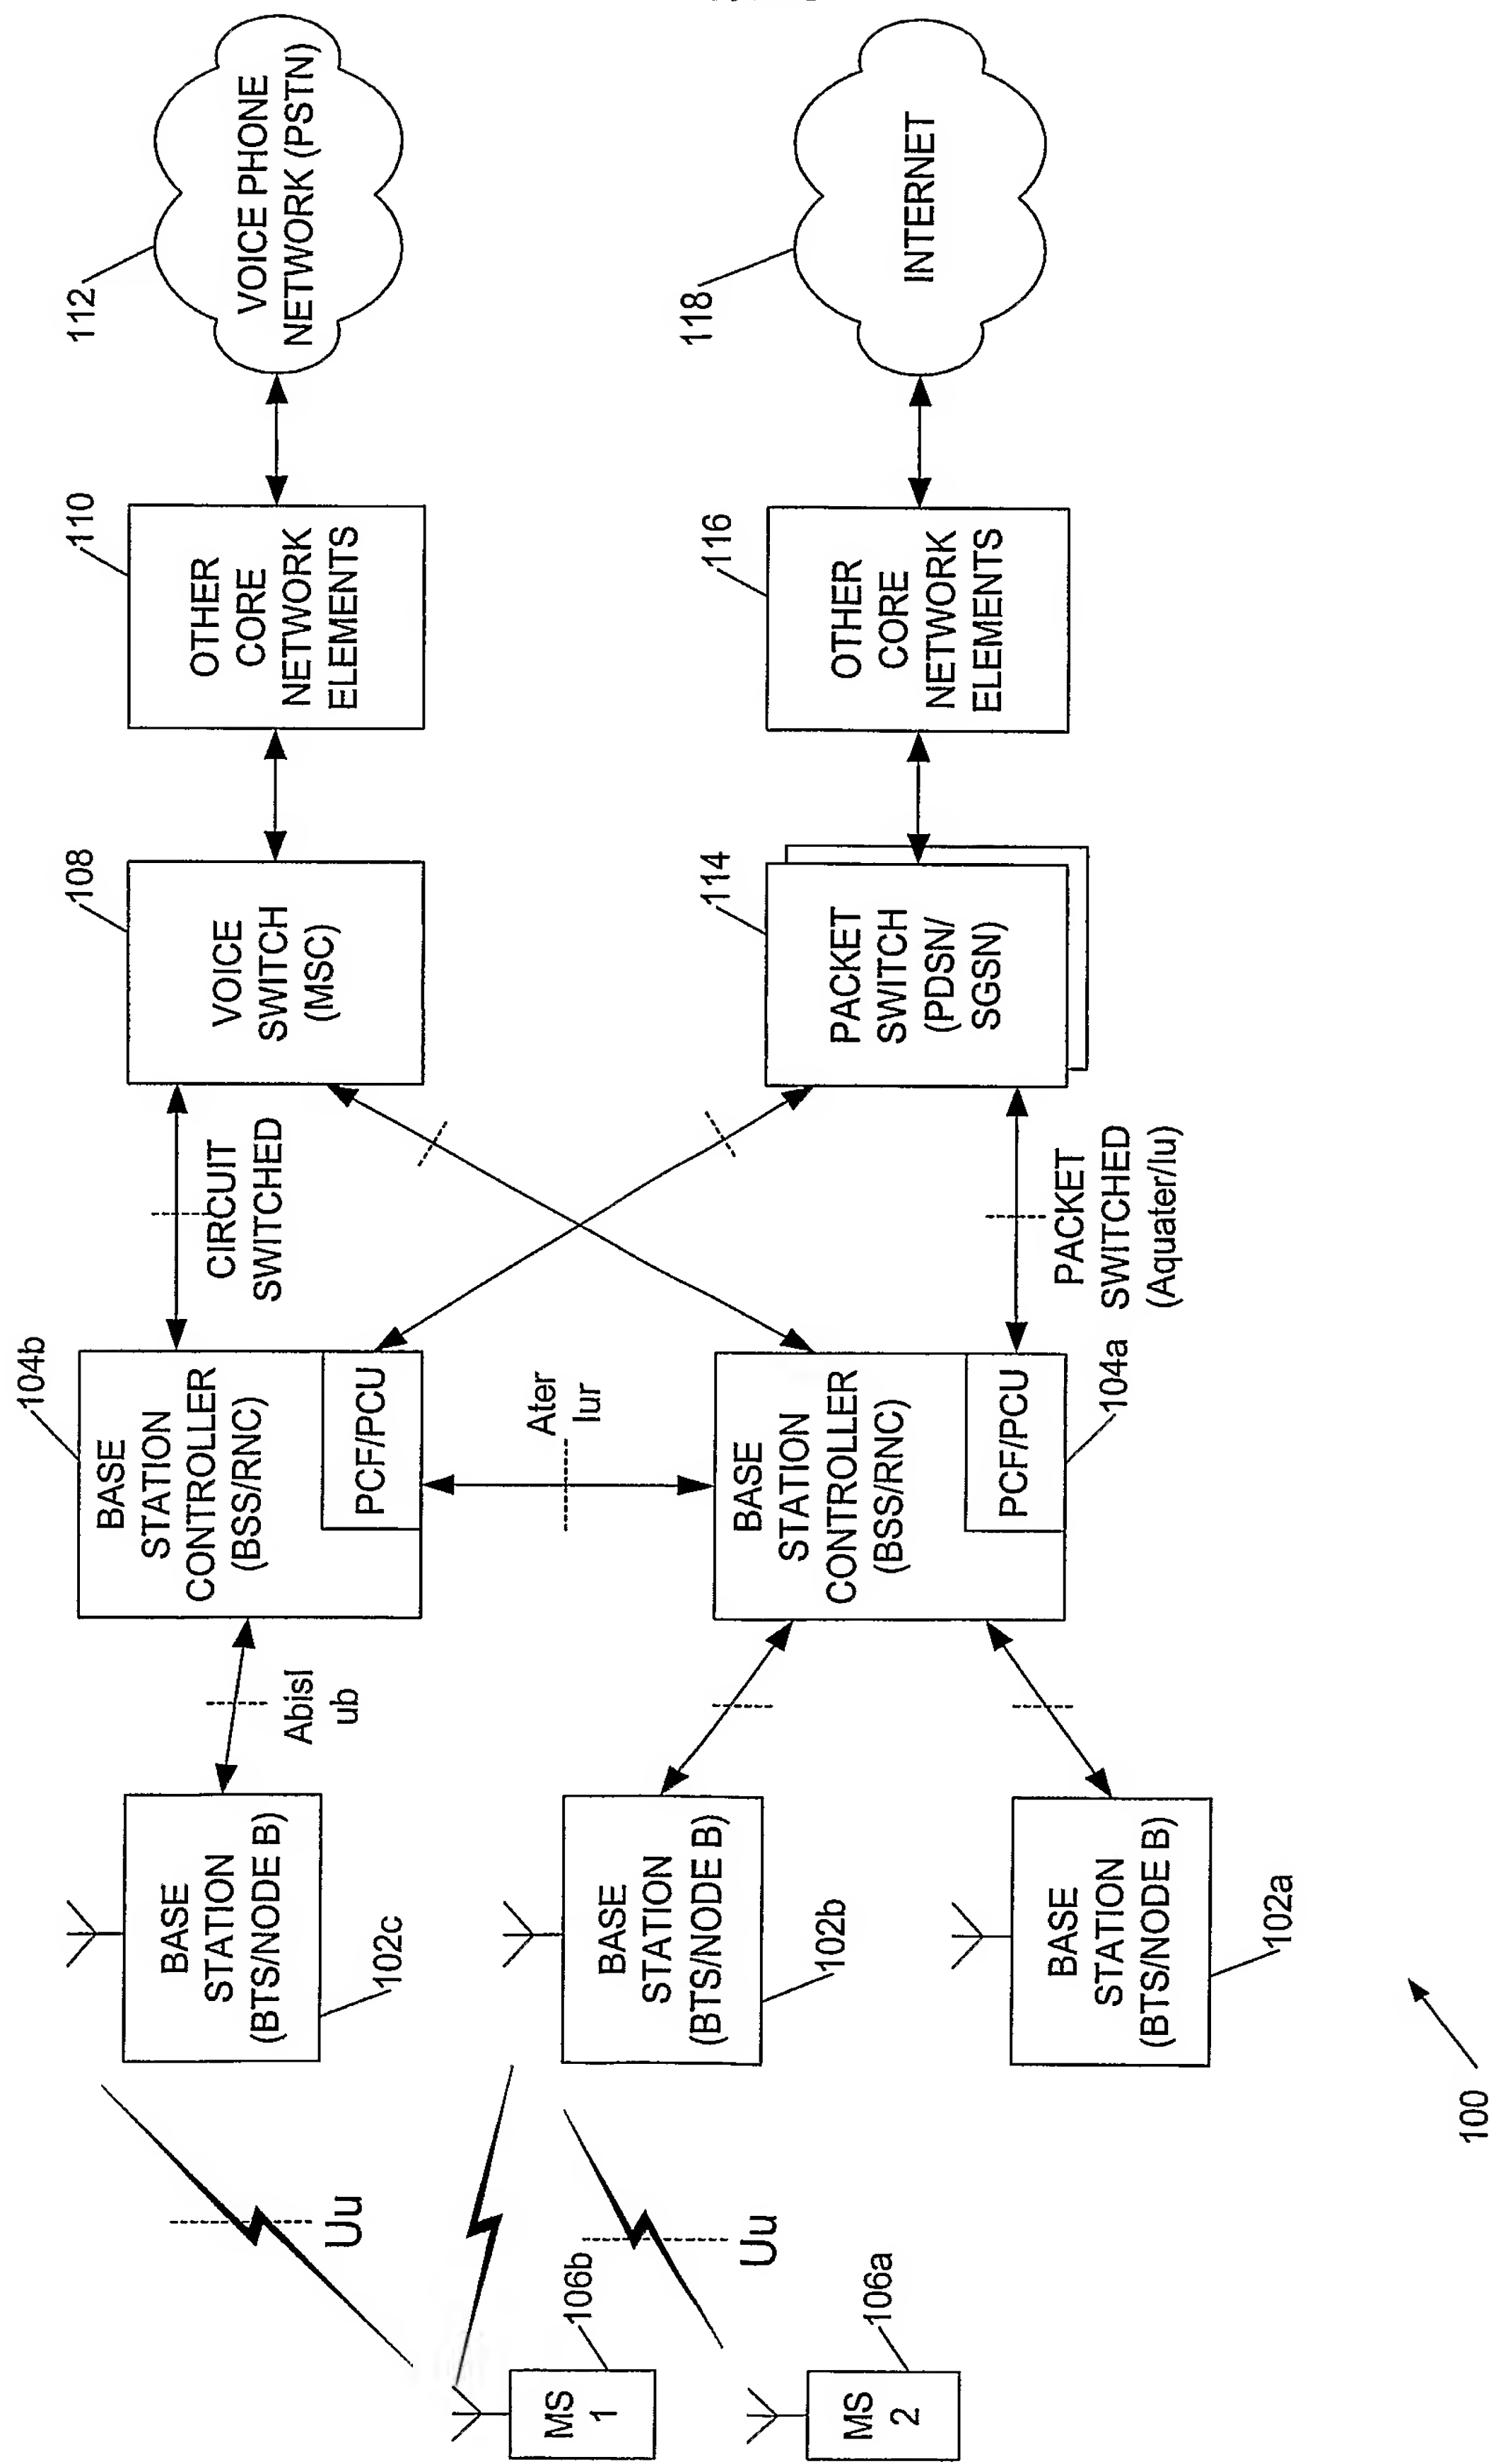 MS
1
106b
MS
2
106a
Uu
Uu
BASE
STATION
(BTS/NODE B)
102c
BASE
STATION
(BTS/NODE B)
102b
BASE
STATION
(BTS/NODE B)
102a
100
Abisl
ub
104b
BASE
STATION
CONTROLLER
(BSS/RNC)
PCF/PCU
Ater
Iur
BASE
STATION
CONTROLLER
(BSS/RNC)
PCF/PCU
104a
CIRCUIT
SWITCHED
PACKET
SWITCHED
(Aquater/Iu)
108
VOICE
SWITCH
(MSC)
114
PACKET
SWITCH
(PDSN/
SGSN)
110
OTHER
CORE
NETWORK
ELEMENTS
116
OTHER
CORE
NETWORK
ELEMENTS
112
VOICE PHONE
NETWORK (PSTN)
118
INTERNET